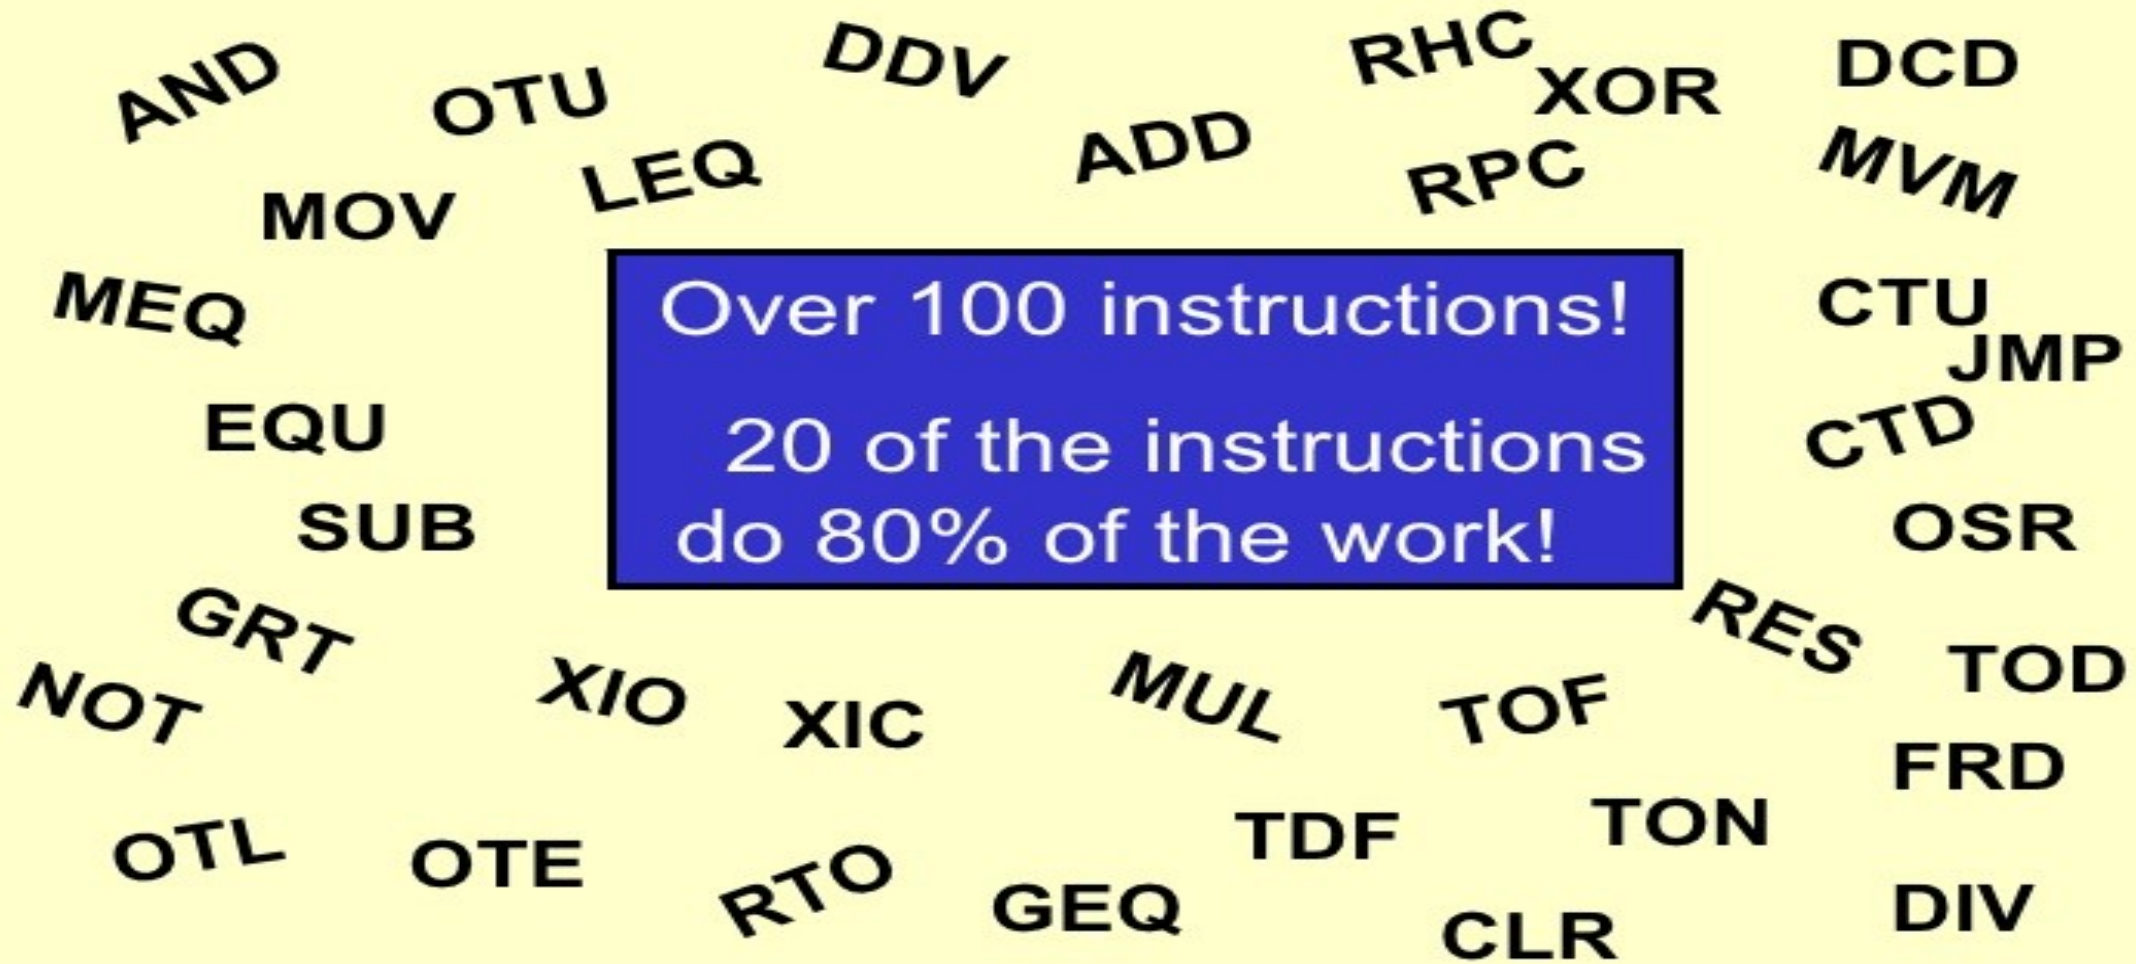 AND
OTU
DDV
RHC
XOR
DCD
LEQ
ADD
RPC
MVM
MOV
MEQ
Over 100 instructions!
CTU
JMP
EQU
20 of the instructions
CTD
SUB
do 80% of the work!
OSR
GRT
RES
NOT
XIO
XIC
MUL
TOF
TOD
FRD
OTL
OTE
RTO
GEQ
TDF
TON
CLR
DIV